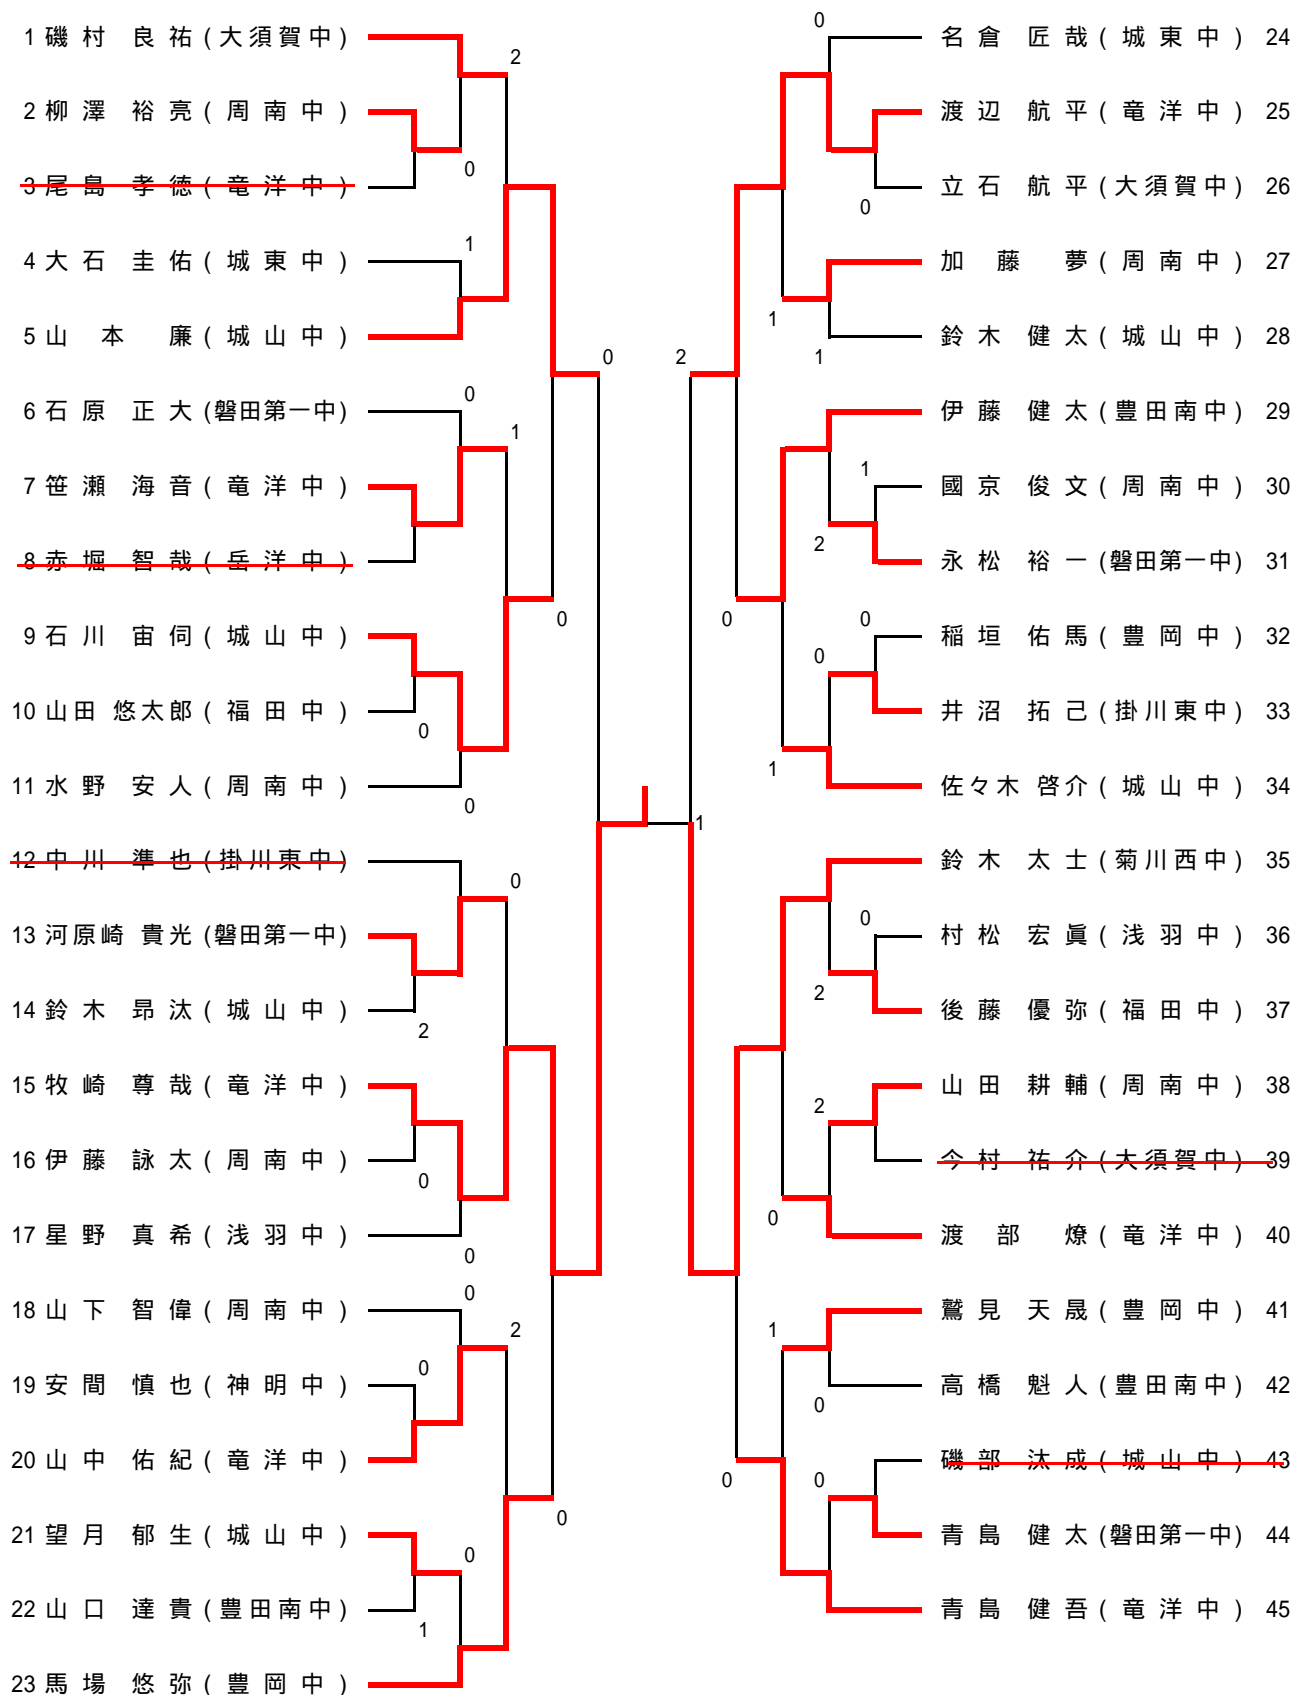 1 磯村 良祐 (大須賀中)
2 柳澤 裕亮 (周南中)
3 尾島 孝徳 (竜洋中)
4 大石 圭佑 (城東中)
5 山本 廉 (城山中)
6 石原 正大 (磐田第一中)
7 笹瀬 海音 (竜洋中)
8 赤堀 智哉 (岳洋中)
9 石川 宙伺 (城山中)
10 山田 悠太郎 (福田中)
11 水野 安人 (周南中)
12 中川 準也 (掛川東中)
13 河原崎 貴光 (磐田第一中)
14 鈴木 昂汰 (城山中)
15 牧崎 尊哉 (竜洋中)
16 伊藤 詠太 (周南中)
17 星野 真希 (浅羽中)
18 山下 智偉 (周南中)
19 安間 慎也 (神明中)
20 山中 佑紀 (竜洋中)
21 望月 郁生 (城山中)
22 山口 達貴 (豊田南中)
23 馬場 悠弥 (豊岡中)
2
0
1
0
1
0
0
0
0
0
2
0
0
0
0
2
0
0
1
0
2
1
名倉 匠哉 (城東中) 24
渡辺 航平 (竜洋中) 25
立石 航平 (大須賀中) 26
加藤 夢 (周南中) 27
鈴木 健太 (城山中) 28
伊藤 健太 (豊田南中) 29
國京 俊文 (周南中) 30
永松 裕一 (磐田第一中) 31
稲垣 佑馬 (豊岡中) 32
井沼 拓己 (掛川東中) 33
佐々木 啓介 (城山中) 34
鈴木 太士 (菊川西中) 35
村松 宏眞 (浅羽中) 36
後藤 優弥 (福田中) 37
山田 耕輔 (周南中) 38
今村 祐介 (大須賀中) 39
渡部 燎 (竜洋中) 40
鷲見 天晟 (豊岡中) 41
高橋 魁人 (豊田南中) 42
磯部 汰成 (城山中) 43
青島 健太 (磐田第一中) 44
青島 健吾 (竜洋中) 45
0
0
1
1
1
2
0
0
0
1
0
2
2
0
1
0
0
0